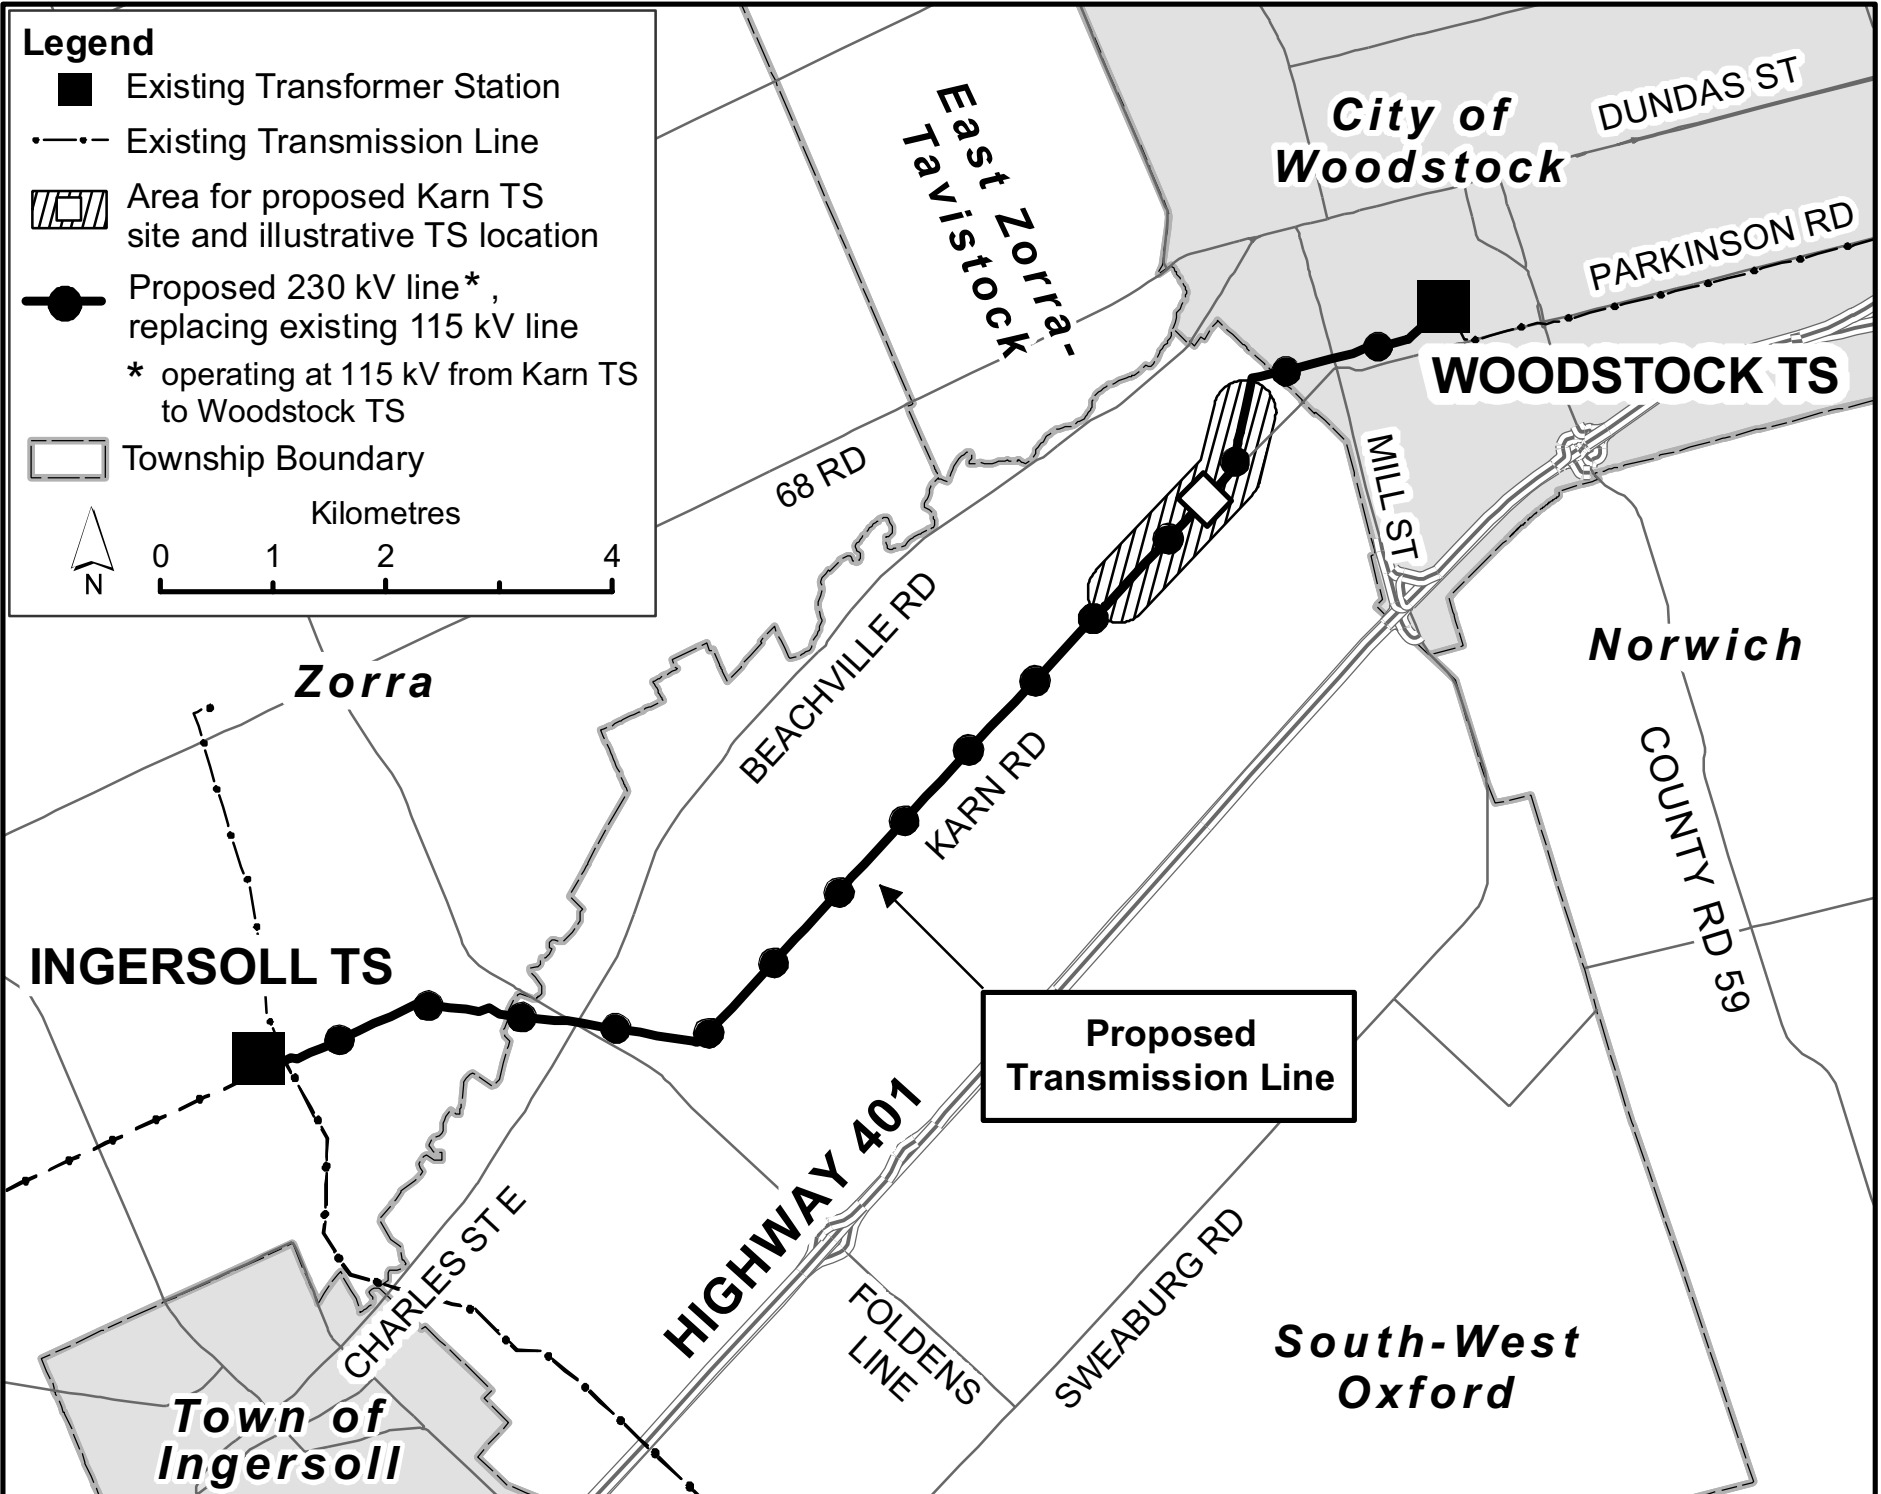 Legend
Existing Transformer Station
Existing Transmission Line
Area for proposed Karn TS
site and illustrative TS location
Proposed 230 kV line*,
replacing existing 115 kV line
* operating at 115 kV from Karn TS
to Woodstock TS
Township Boundary
Kilometres
0 1 2 4
N
East Zorra-
Tavistock
City of
Woodstock
DUNDAS ST
PARKINSON RD
WOODSTOCK TS
68 RD
MILL ST
BEACHVILLE RD
Zorra
Norwich
KARN RD
COUNTY RD 59
INGERSOLL TS
Proposed
Transmission Line
HIGHWAY 401
CHARLES ST E
FOLDENS
LINE
SWEABURG RD
South-West
Oxford
Town of
Ingersoll